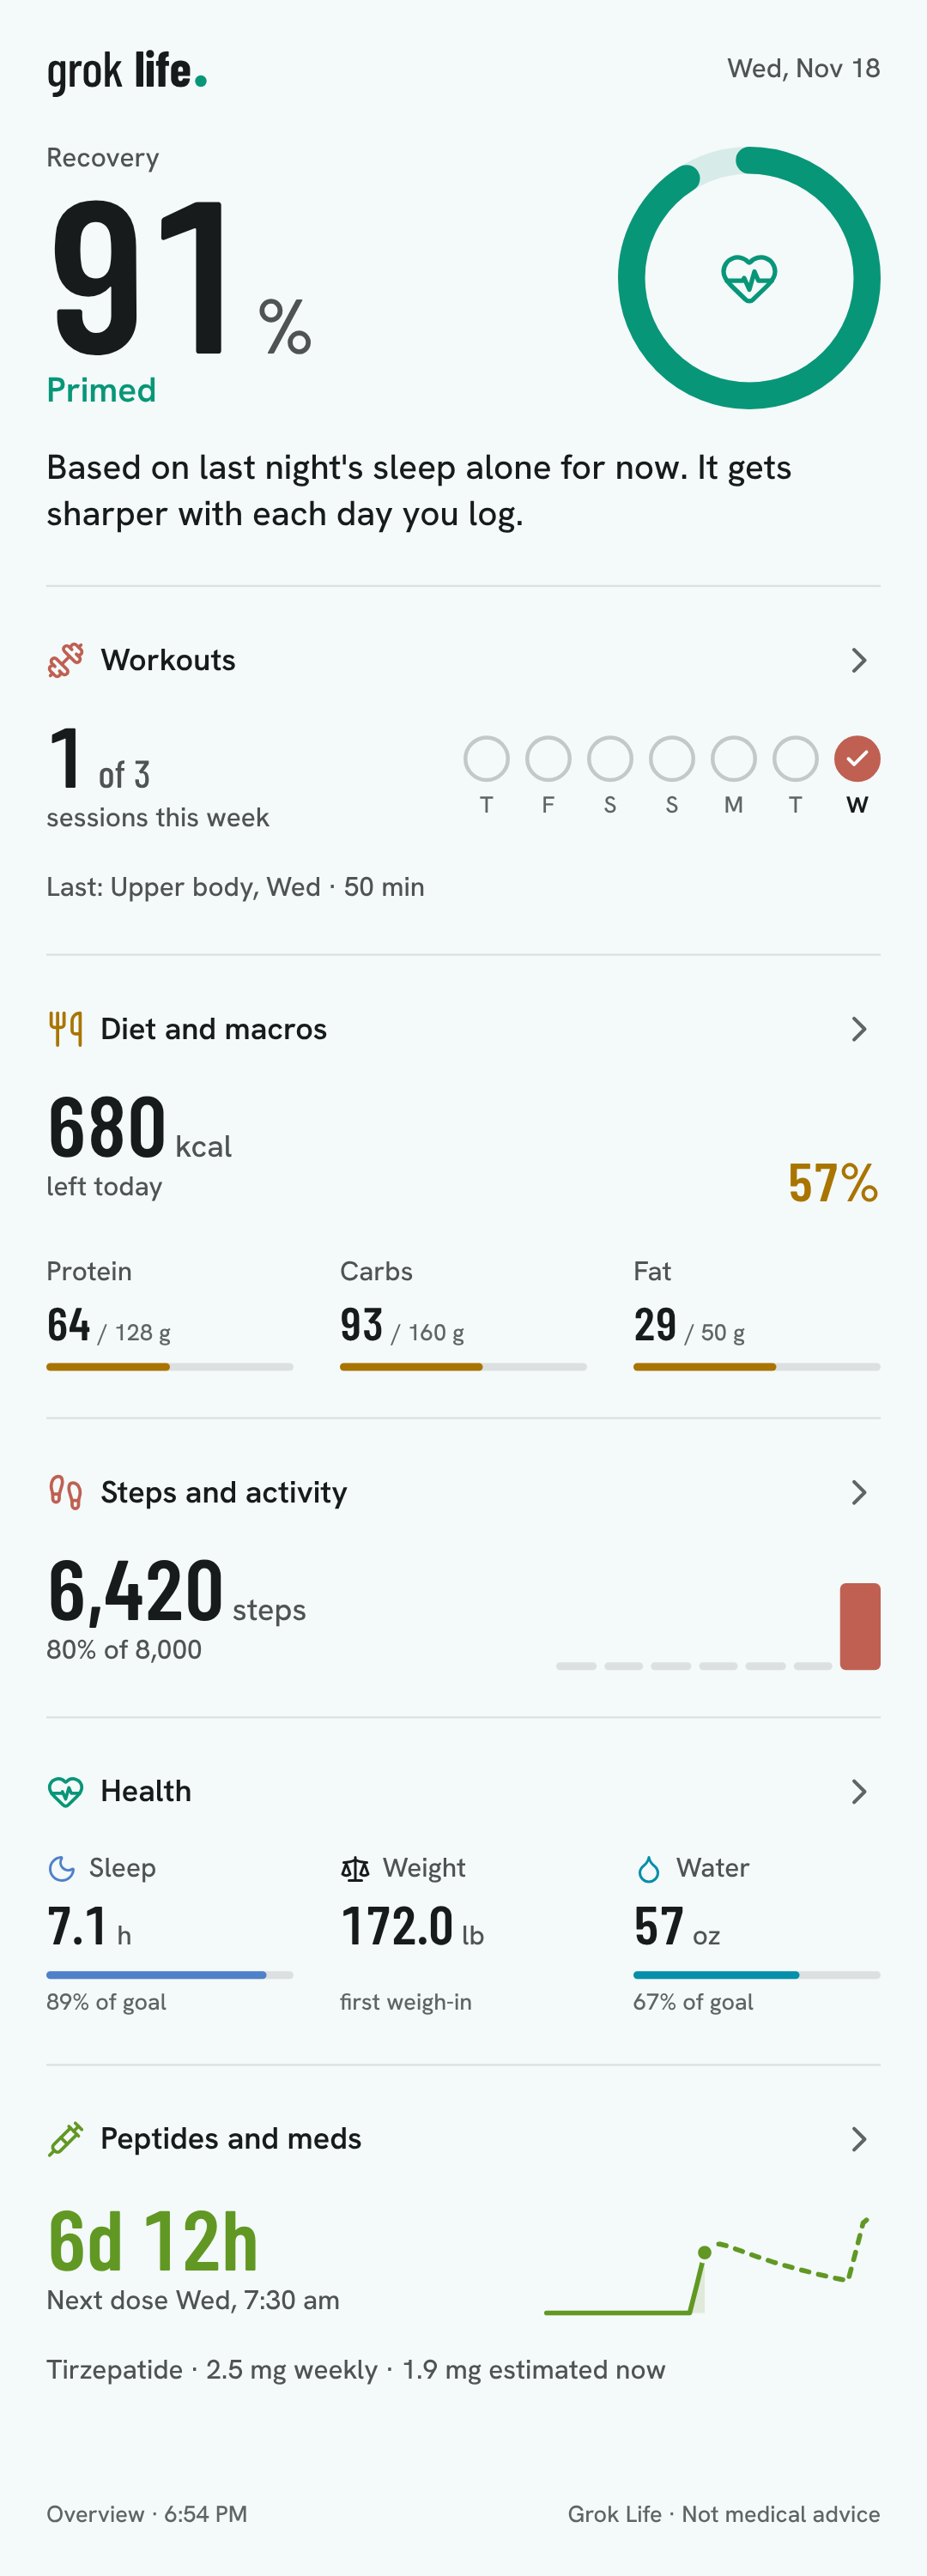 grok life.
Wed, Nov 18
Recovery
91 %
Primed
Based on last night's sleep alone for now. It gets
sharper with each day you log.
Workouts
1 of 3
sessions this week
T F S S M T W
Last: Upper body, Wed · 50 min
Diet and macros
680 kcal
left today
57%
Protein
64 / 128 g
Carbs
93 / 160 g
Fat
29 / 50 g
Steps and activity
6,420 steps
80% of 8,000
Health
Sleep
7.1 h
89% of goal
Weight
172.0 lb
first weigh-in
Water
57 oz
67% of goal
Peptides and meds
6d 12h
Next dose Wed, 7:30 am
Tirzepatide · 2.5 mg weekly · 1.9 mg estimated now
Overview · 6:54 PM
Grok Life · Not medical advice